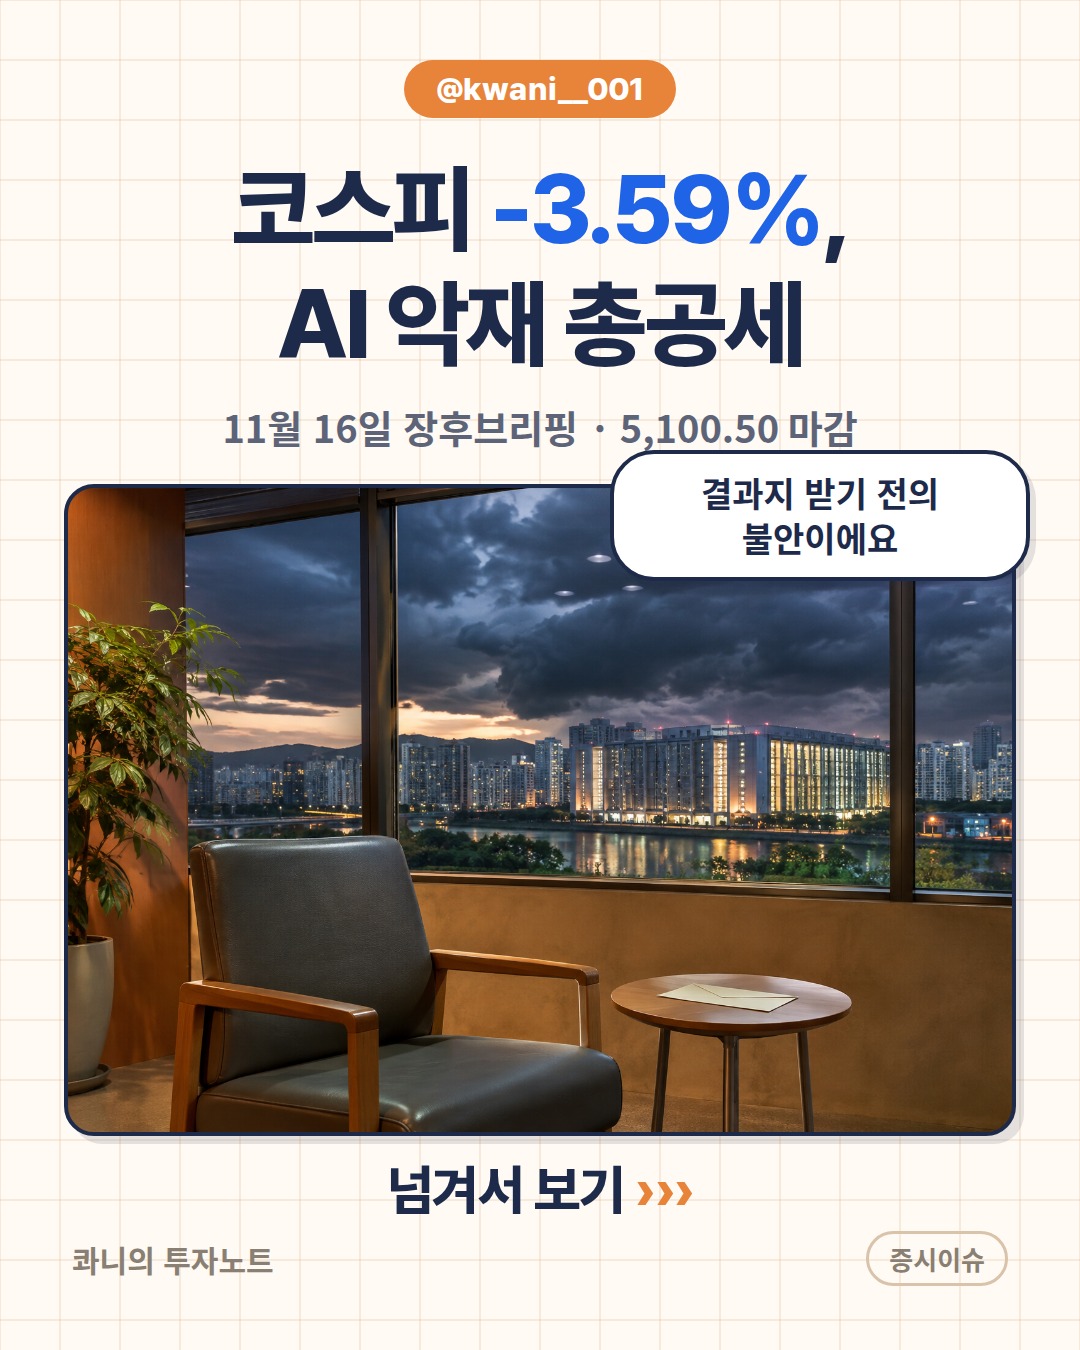 @kwani__001
코스피 -3.59%,
AI 악재 총공세
11월 16일 장후브리핑 · 5,100.50 마감
결과지 받기 전의
불안이에요
넘겨서 보기 ›››
콰니의 투자노트
증시이슈